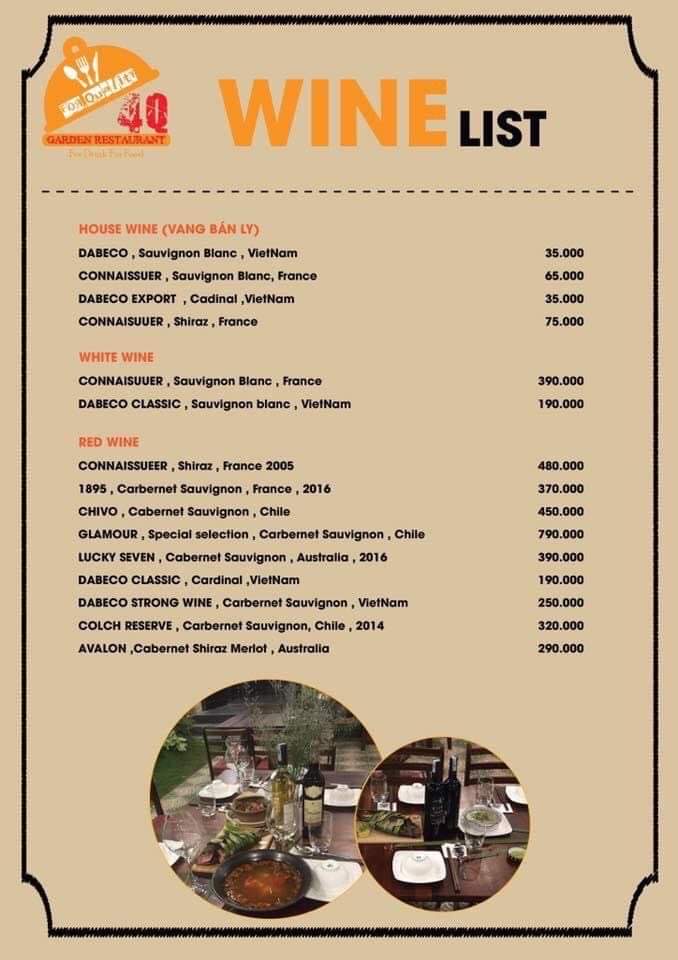 FOR QUALITY
4Q
GARDEN RESTAURANT
For Drink For Food
WINE LIST
HOUSE WINE (VANG BÁN LY)
DABECO , Sauvignon Blanc , VietNam 35.000
CONNAISSUER , Sauvignon Blanc, France 65.000
DABECO EXPORT , Cadinal ,VietNam 35.000
CONNAISUUER , Shiraz , France 75.000
WHITE WINE
CONNAISUUER , Sauvignon Blanc , France 390.000
DABECO CLASSIC , Sauvignon blanc , VietNam 190.000
RED WINE
CONNAISSUEER , Shiraz , France 2005 480.000
1895 , Carbernet Sauvignon , France , 2016 370.000
CHIVO , Cabernet Sauvignon , Chile 450.000
GLAMOUR , Special selection , Carbernet Sauvignon , Chile 790.000
LUCKY SEVEN , Cabernet Sauvignon , Australia , 2016 390.000
DABECO CLASSIC , Cardinal ,VietNam 190.000
DABECO STRONG WINE , Carbernet Sauvignon , VietNam 250.000
COLCH RESERVE , Carbernet Sauvignon, Chile , 2014 320.000
AVALON ,Cabernet Shiraz Merlot , Australia 290.000